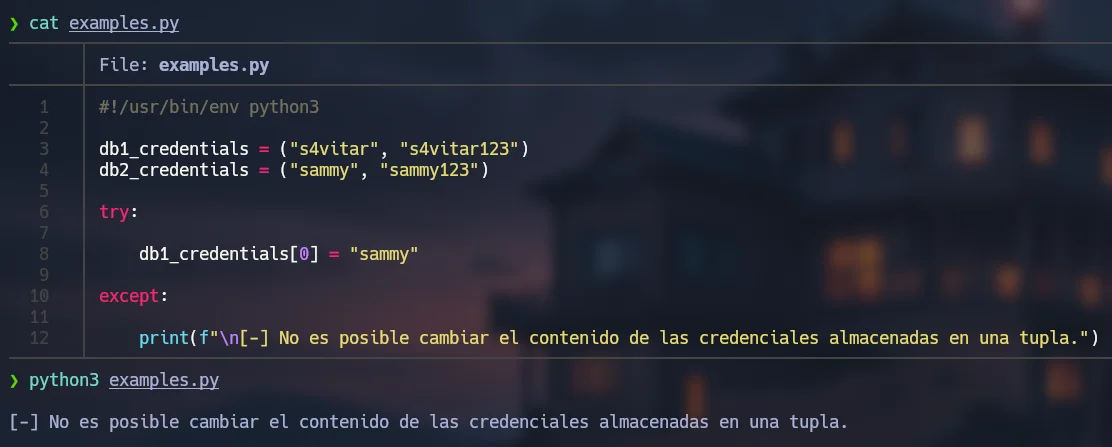 ❯ cat examples.py
File: examples.py
1 #!/usr/bin/env python3
2
3 db1_credentials = ("s4vitar", "s4vitar123")
4 db2_credentials = ("sammy", "sammy123")
5
6 try:
7
8     db1_credentials[0] = "sammy"
9
10 except:
11
12     print(f"\n[-] No es posible cambiar el contenido de las credenciales almacenadas en una tupla.")
❯ python3 examples.py
[-] No es posible cambiar el contenido de las credenciales almacenadas en una tupla.